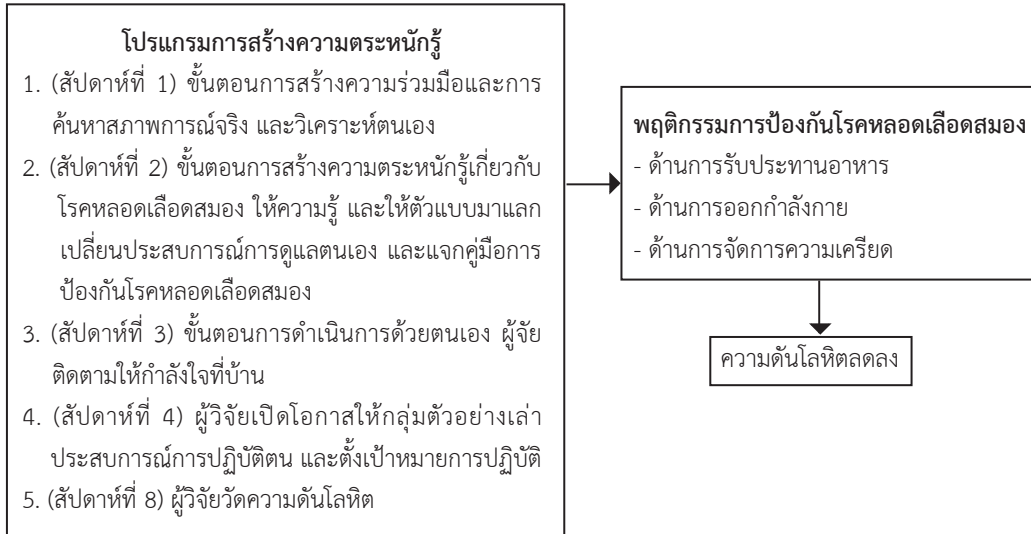 โปรแกรมการสร้างความตระหนักรู้
1. (สัปดาห์ที่ 1) ขั้นตอนการสร้างความร่วมมือและการ
ค้นหาสภาพการณ์จริง และวิเคราะห์ตนเอง
2. (สัปดาห์ที่ 2) ขั้นตอนการสร้างความตระหนักรู้เกี่ยวกับ
โรคหลอดเลือดสมอง ให้ความรู้ และให้ตัวแบบมาแลก
เปลี่ยนประสบการณ์การดูแลตนเอง และแจกคู่มือการ
ป้องกันโรคหลอดเลือดสมอง
3. (สัปดาห์ที่ 3) ขั้นตอนการดำเนินการด้วยตนเอง ผู้จัย
ติดตามให้กำลังใจที่บ้าน
4. (สัปดาห์ที่ 4) ผู้วิจัยเปิดโอกาสให้กลุ่มตัวอย่างเล่า
ประสบการณ์การปฏิบัติตน และตั้งเป้าหมายการปฏิบัติ
5. (สัปดาห์ที่ 8) ผู้วิจัยวัดความดันโลหิต
พฤติกรรมการป้องกันโรคหลอดเลือดสมอง
- ด้านการรับประทานอาหาร
- ด้านการออกกำลังกาย
- ด้านการจัดการความเครียด
ความดันโลหิตลดลง